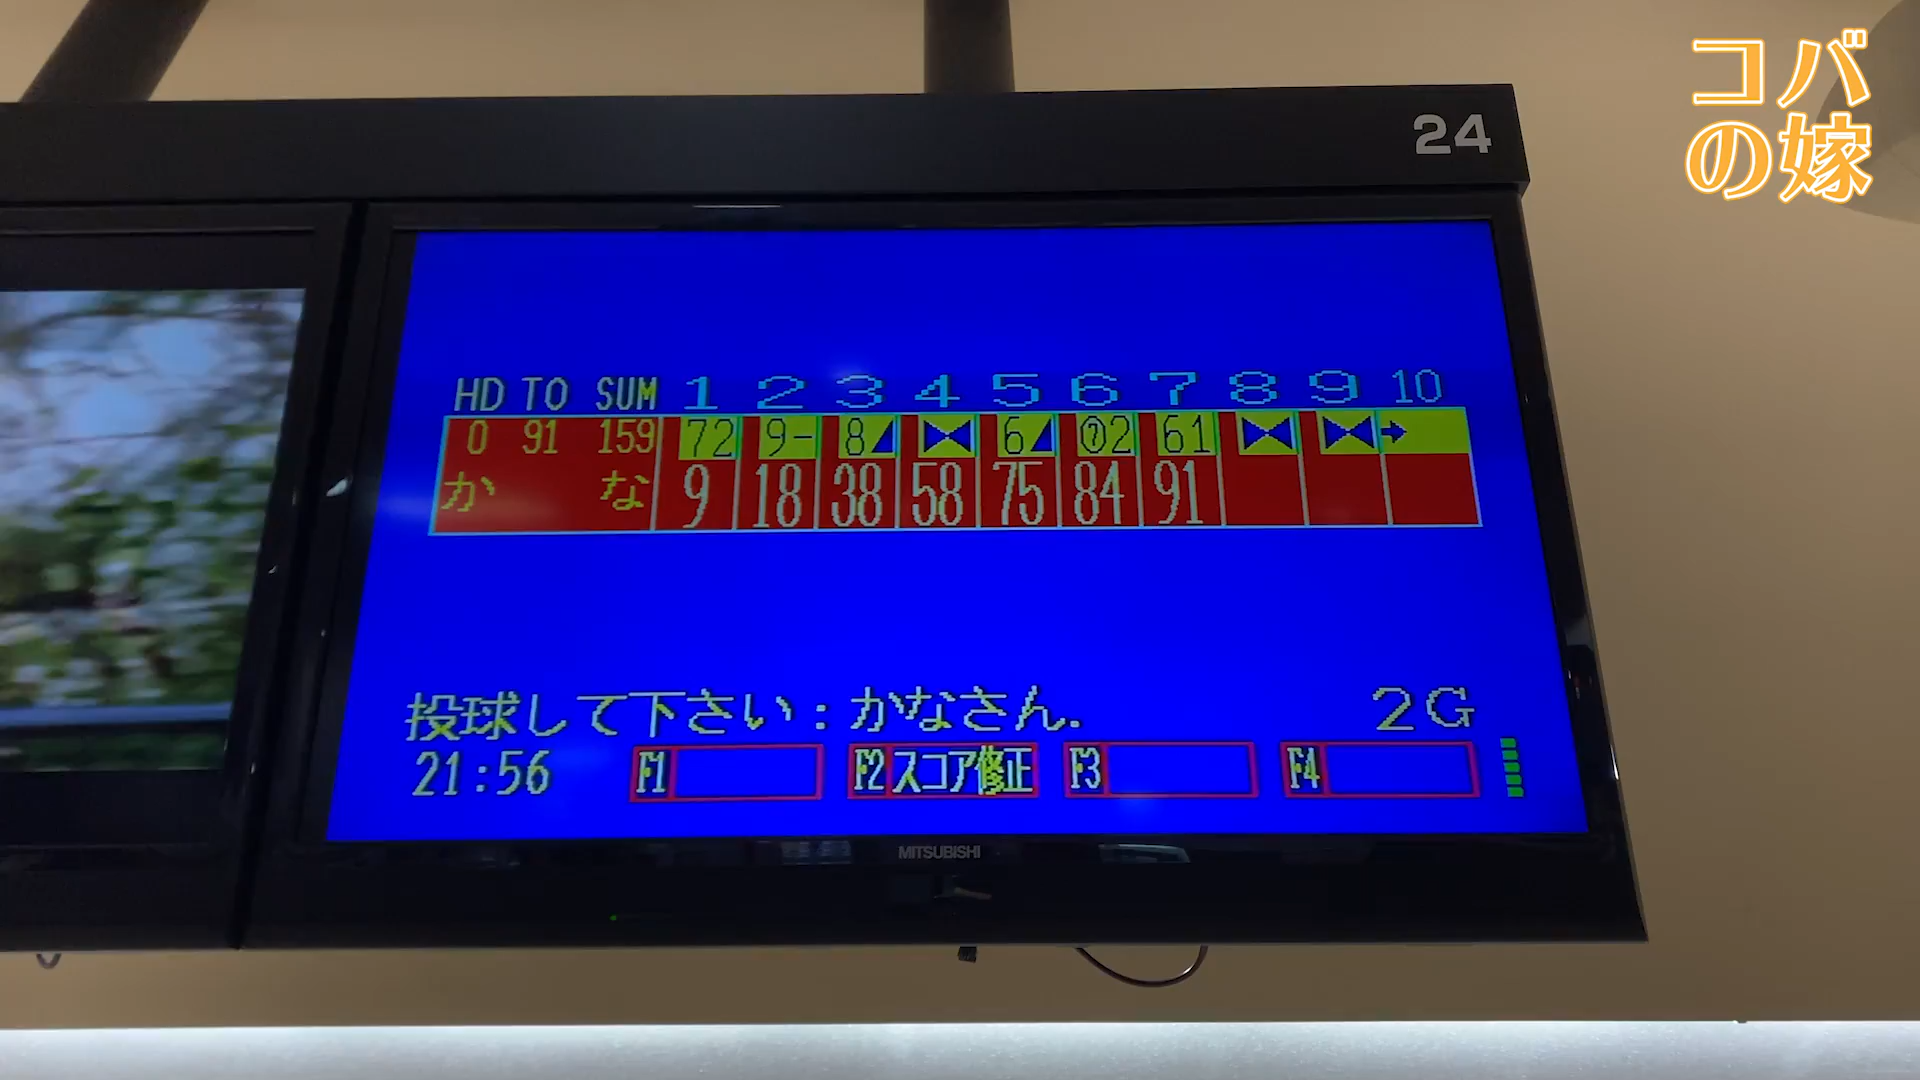 コバ
の嫁
24
HD TO SUM 1 2 3 4 5 6 7 8 9 10
0 91 159 72 9- 8 6 ⑦2 61
か な 9 18 38 58 75 84 91
投球して下さい:かなさん. 2G
21:56 F1 F2 スコア修正 F3 F4
MITSUBISHI